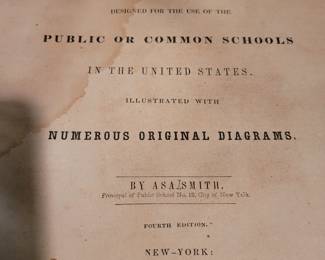 DESIGNED FOR THE USE OF THE
PUBLIC OR COMMON SCHOOLS
IN THE UNITED STATES.
ILLUSTRATED WITH
NUMEROUS ORIGINAL DIAGRAMS.
BY ASA SMITH,
Principal of Public School No. 12, City of New York.
FOURTH EDITION.
NEW-YORK: